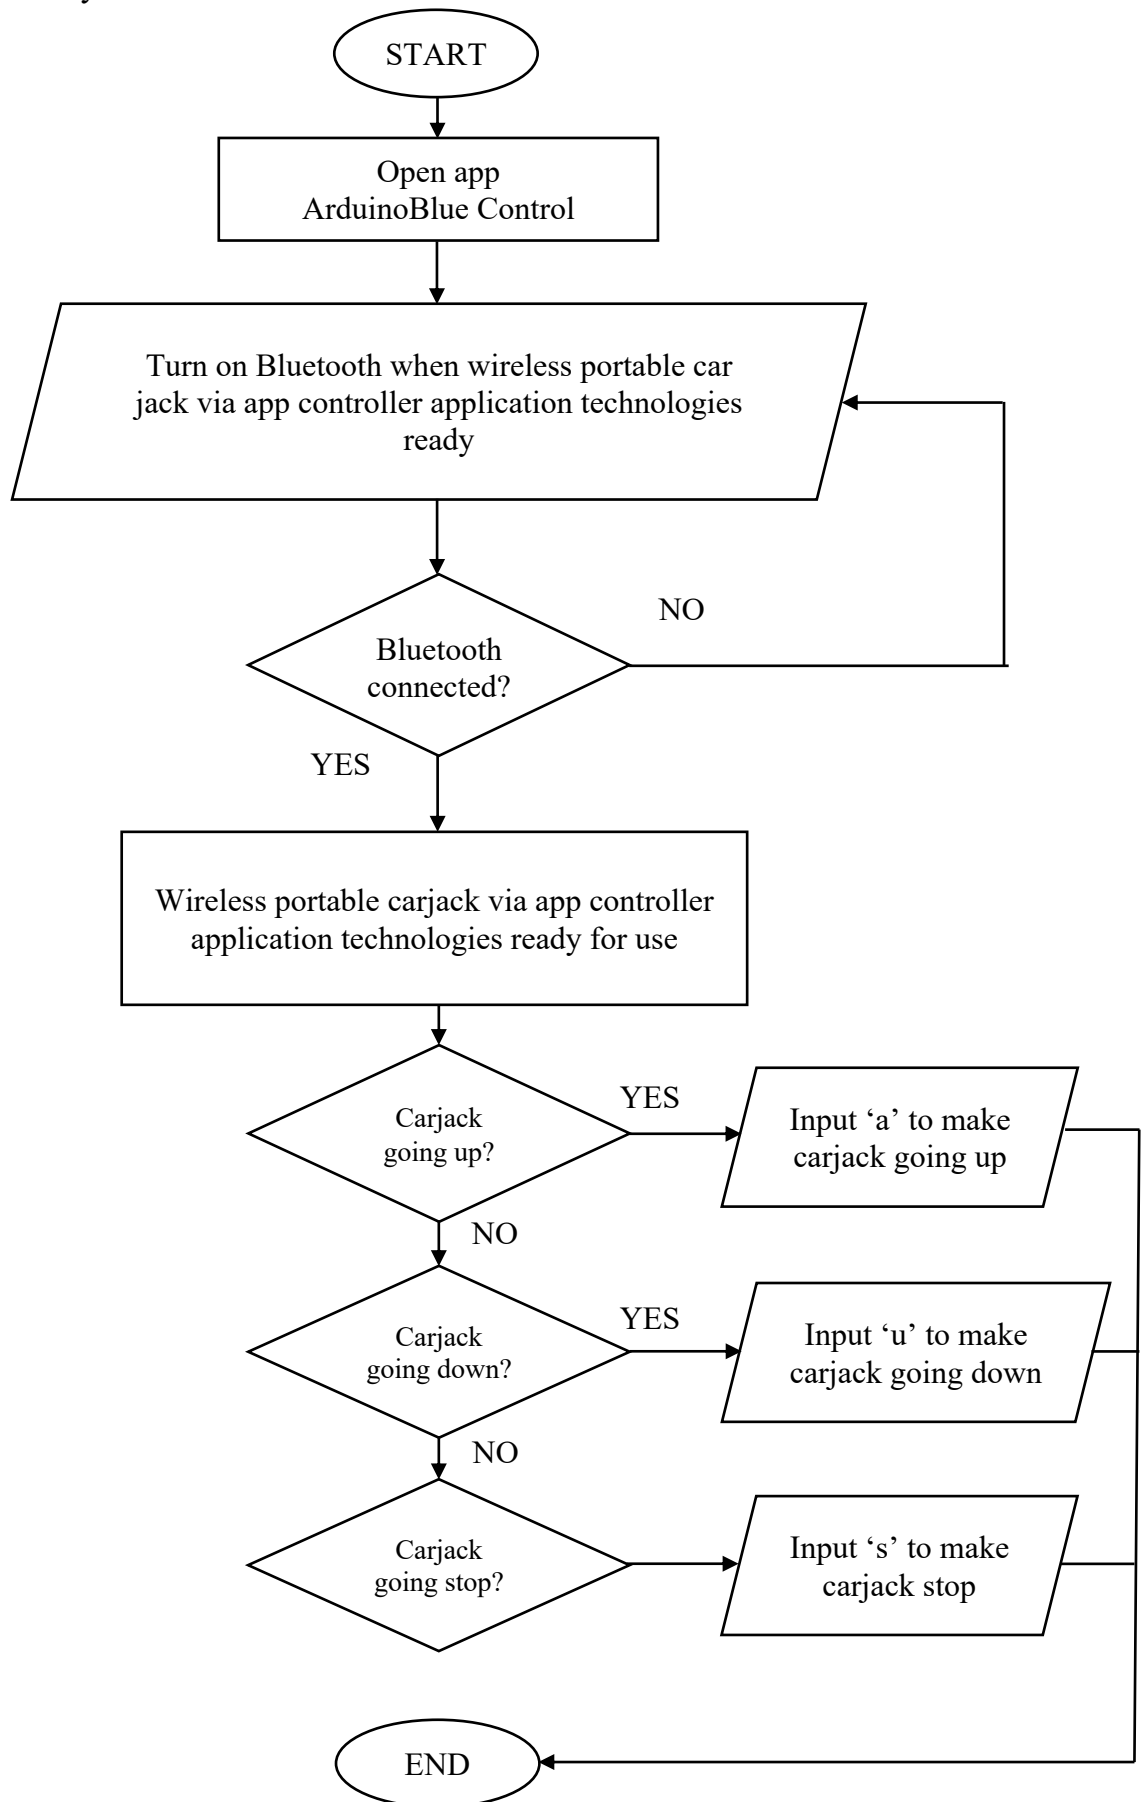 START
Open app
ArduinoBlue Control
Turn on Bluetooth when wireless portable car
jack via app controller application technologies
ready
NO
Bluetooth
connected?
YES
Wireless portable carjack via app controller
application technologies ready for use
Carjack
going up?
YES
Input ‘a’ to make
carjack going up
NO
Carjack
going down?
YES
Input ‘u’ to make
carjack going down
NO
Carjack
going stop?
Input ‘s’ to make
carjack stop
END